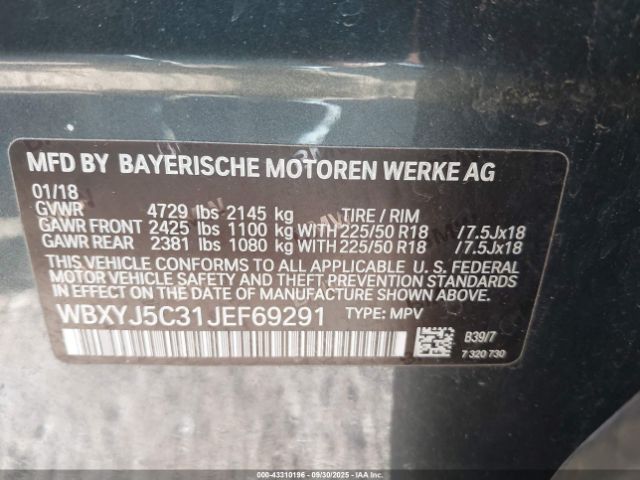 MFD BY BAYERISCHE MOTOREN WERKE AG
01/18
GVWR 4729 lbs 2145 kg TIRE / RIM
GAWR FRONT 2425 lbs 1100 kg WITH 225/50 R18 /7.5Jx18
GAWR REAR 2381 lbs 1080 kg WITH 225/50 R18 /7.5Jx18
THIS VEHICLE CONFORMS TO ALL APPLICABLE U. S. FEDERAL
MOTOR VEHICLE SAFETY AND THEFT PREVENTION STANDARDS
IN EFFECT ON THE DATE OF MANUFACTURE SHOWN ABOVE.
WBXYJ5C31JEF69291 TYPE: MPV
B39/7
7 320 730
000-43310196 - 09/30/2025 - IAA Inc.